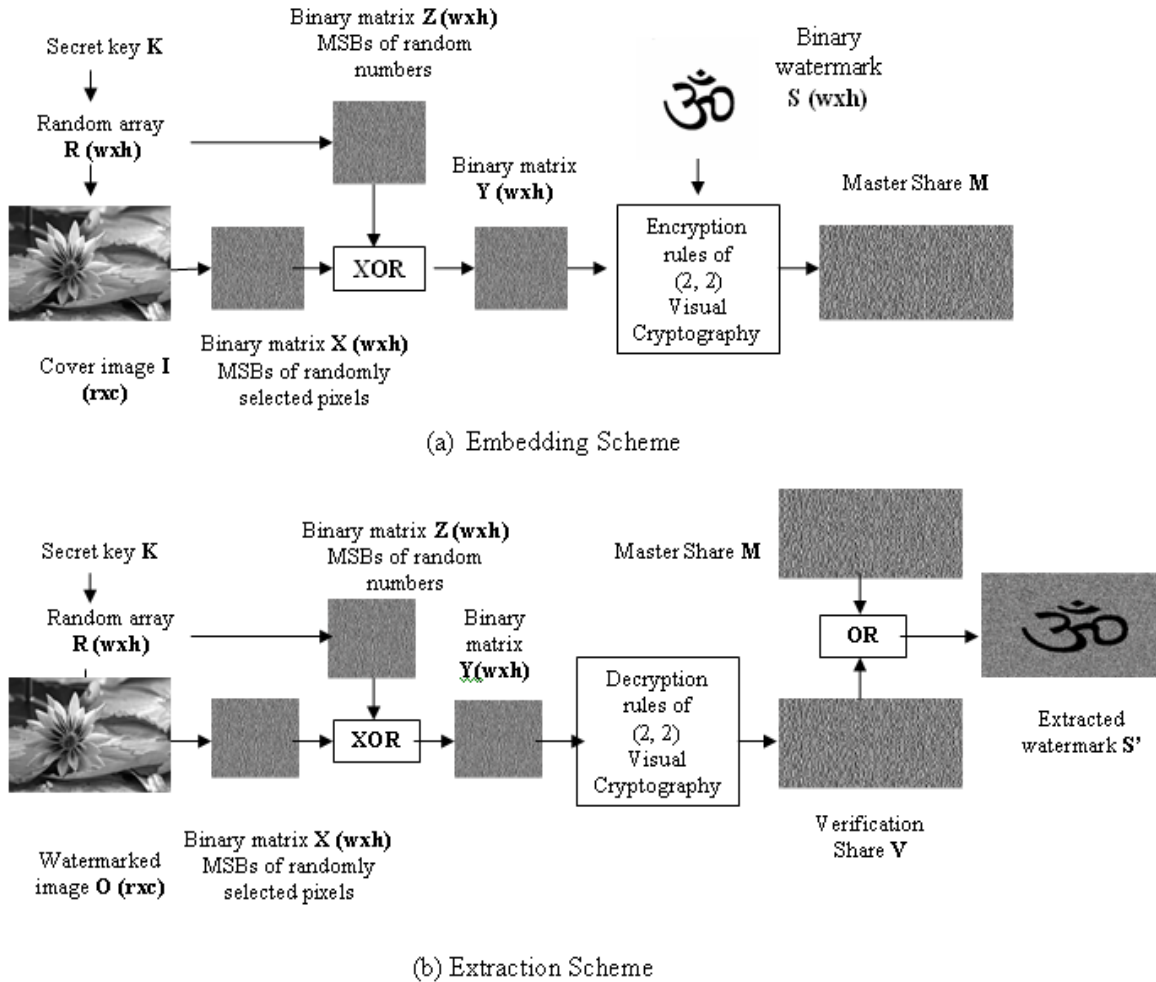 Secret key K
Random array
R (wxh)
Binary matrix Z (wxh)
MSBs of random
numbers
Binary
watermark
S (wxh)
Binary matrix
Y (wxh)
Master Share M
XOR
Encryption
rules of
(2, 2)
Visual
Cryptography
Cover image I
(rxc)
Binary matrix X (wxh)
MSBs of randomly
selected pixels
(a) Embedding Scheme
Secret key K
Random array
R (wxh)
Binary matrix Z (wxh)
MSBs of random
numbers
Binary
matrix
Y(wxh)
Master Share M
XOR
Decryption
rules of
(2, 2)
Visual
Cryptography
OR
ॐ
Extracted
watermark S'
Verification
Share V
Watermarked
image O (rxc)
Binary matrix X (wxh)
MSBs of randomly
selected pixels
(b) Extraction Scheme
ॐ